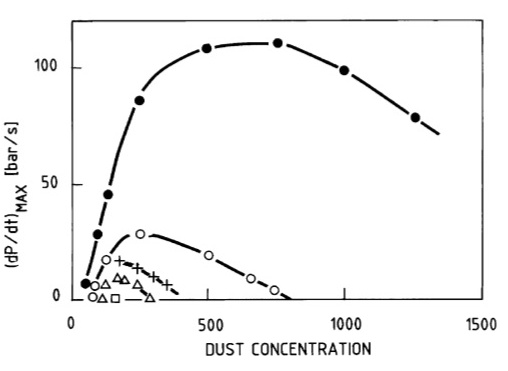 100
50
0
(dP/dt)MAX [bar/s]
0 500 1000 1500
DUST CONCENTRATION